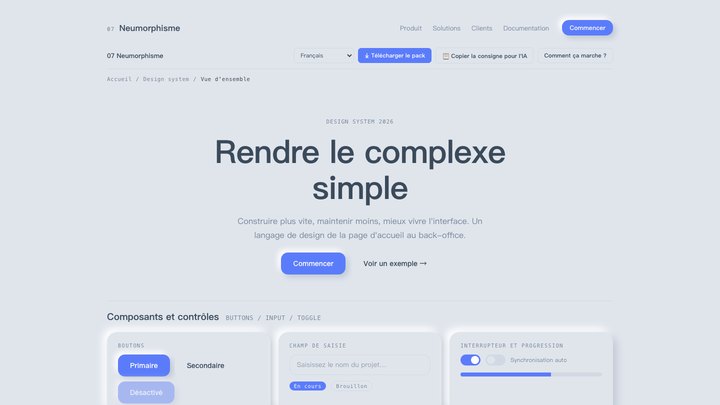 07 Neumorphisme
Produit Solutions Clients Documentation Commencer
07 Neumorphisme
Français Télécharger le pack Copier la consigne pour l'IA Comment ça marche ?
Accueil / Design system / Vue d'ensemble
DESIGN SYSTEM 2026
Rendre le complexe
simple
Construire plus vite, maintenir moins, mieux vivre l'interface. Un
langage de design de la page d'accueil au back-office.
Commencer Voir un exemple →
Composants et contrôles BUTTONS / INPUT / TOGGLE
BOUTONS
Primaire Secondaire
Désactivé
CHAMP DE SAISIE
Saisissez le nom du projet...
En cours Brouillon
INTERRUPTEUR ET PROGRESSION
Synchronisation auto